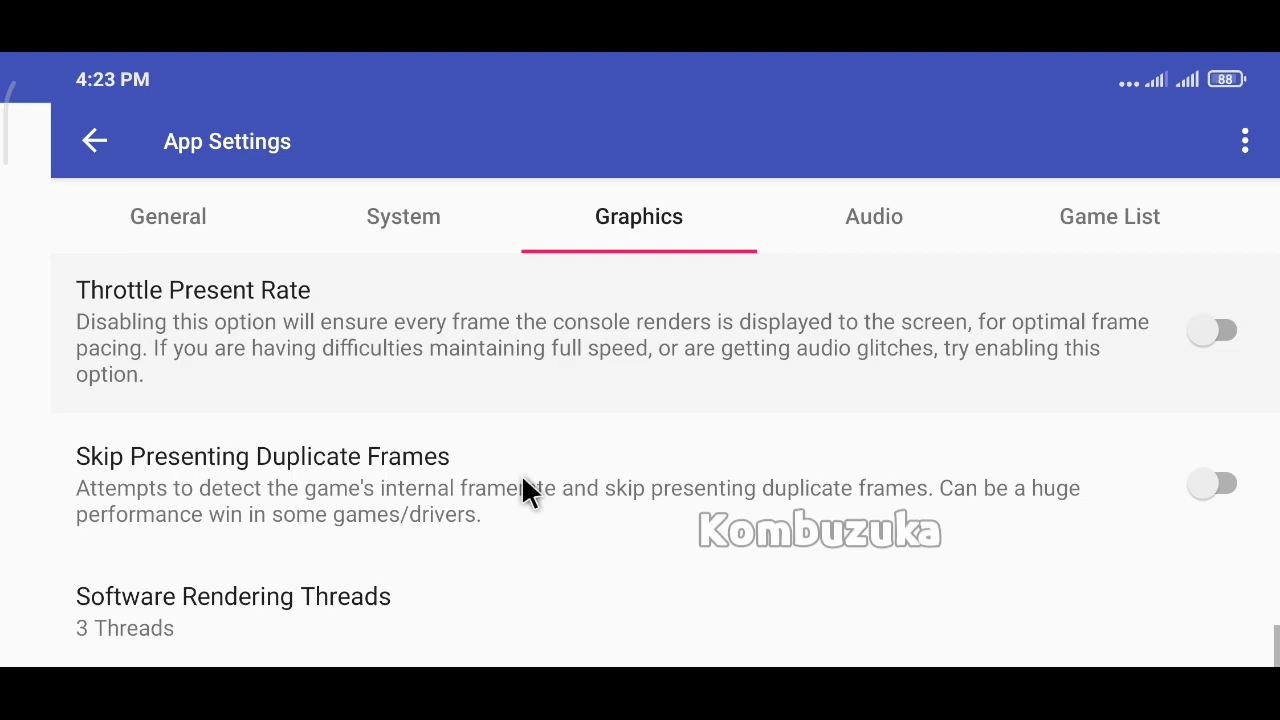 4:23 PM
88
App Settings
General System Graphics Audio Game List
Throttle Present Rate
Disabling this option will ensure every frame the console renders is displayed to the screen, for optimal frame
pacing. If you are having difficulties maintaining full speed, or are getting audio glitches, try enabling this
option.
Skip Presenting Duplicate Frames
Attempts to detect the game's internal and skip presenting duplicate frames. Can be a huge
performance win in some games/drivers.
Kombuzuka
Software Rendering Threads
3 Threads